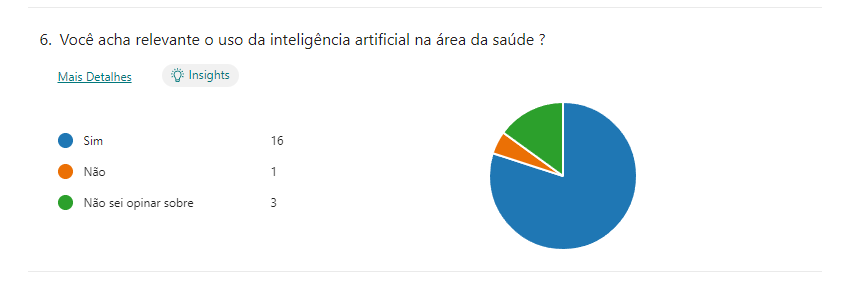 6. Você acha relevante o uso da inteligência artificial na área da saúde ?
Mais Detalhes Insights
Sim 16
Não 1
Não sei opinar sobre 3